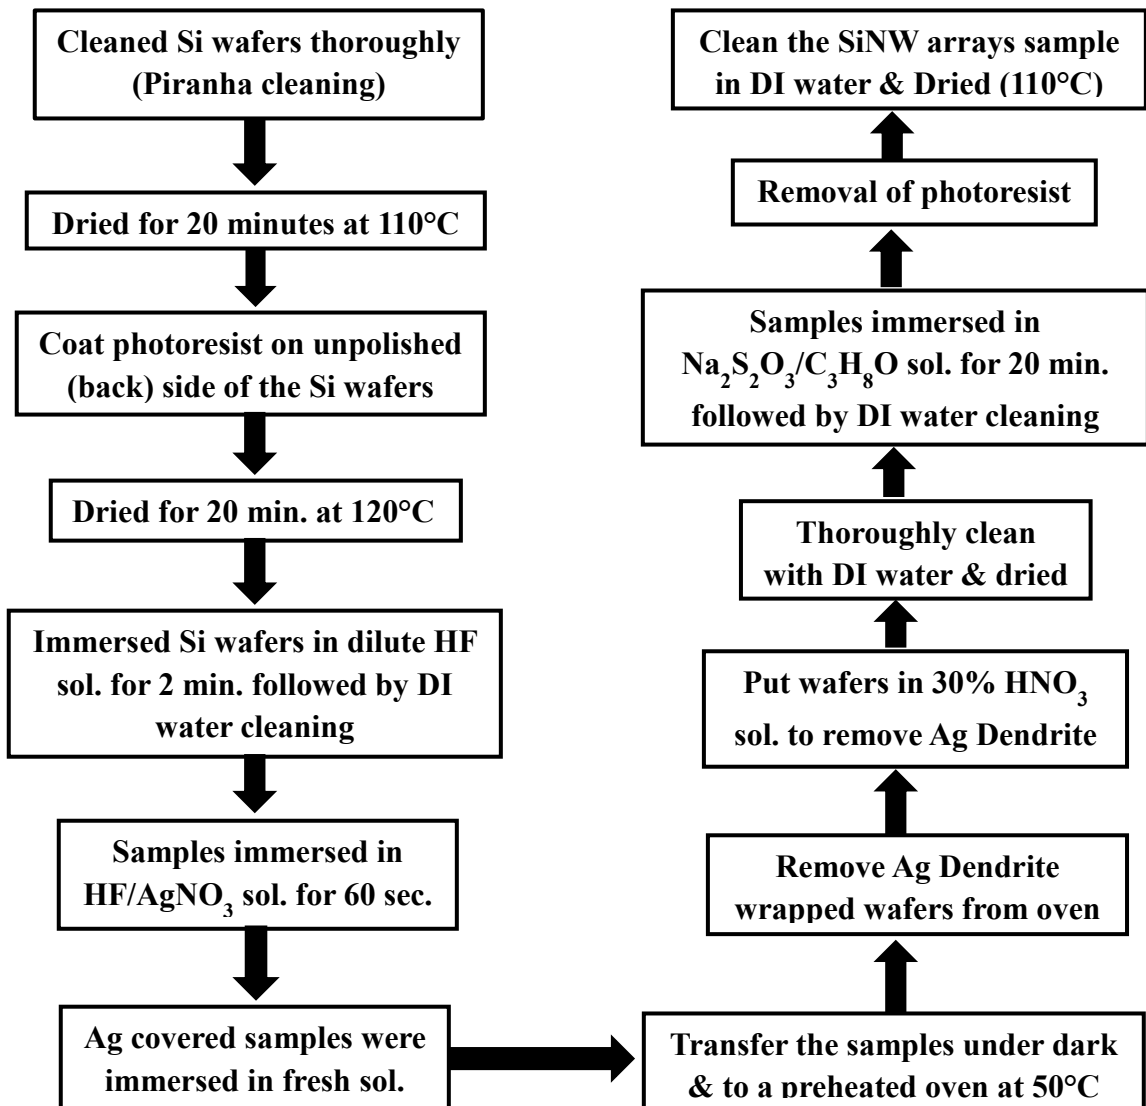 Cleaned Si wafers thoroughly
(Piranha cleaning)
Dried for 20 minutes at 110°C
Coat photoresist on unpolished
(back) side of the Si wafers
Dried for 20 min. at 120°C
Immersed Si wafers in dilute HF
sol. for 2 min. followed by DI
water cleaning
Samples immersed in
HF/AgNO₃ sol. for 60 sec.
Ag covered samples were
immersed in fresh sol.
Transfer the samples under dark
& to a preheated oven at 50°C
Remove Ag Dendrite
wrapped wafers from oven
Put wafers in 30% HNO₃
sol. to remove Ag Dendrite
Thoroughly clean
with DI water & dried
Samples immersed in
Na₂S₂O₃/C₃H₈O sol. for 20 min.
followed by DI water cleaning
Removal of photoresist
Clean the SiNW arrays sample
in DI water & Dried (110°C)